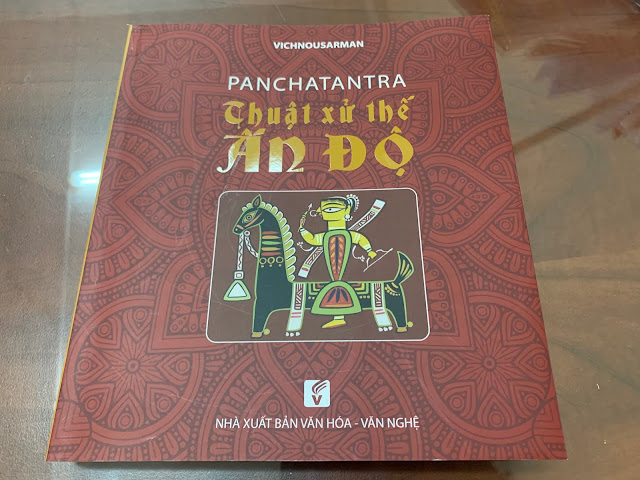 VICHNOUSARMAN
PANCHATANTRA
Thuật xử thế
ẤN ĐỘ
V
NHÀ XUẤT BẢN VĂN HÓA - VĂN NGHỆ